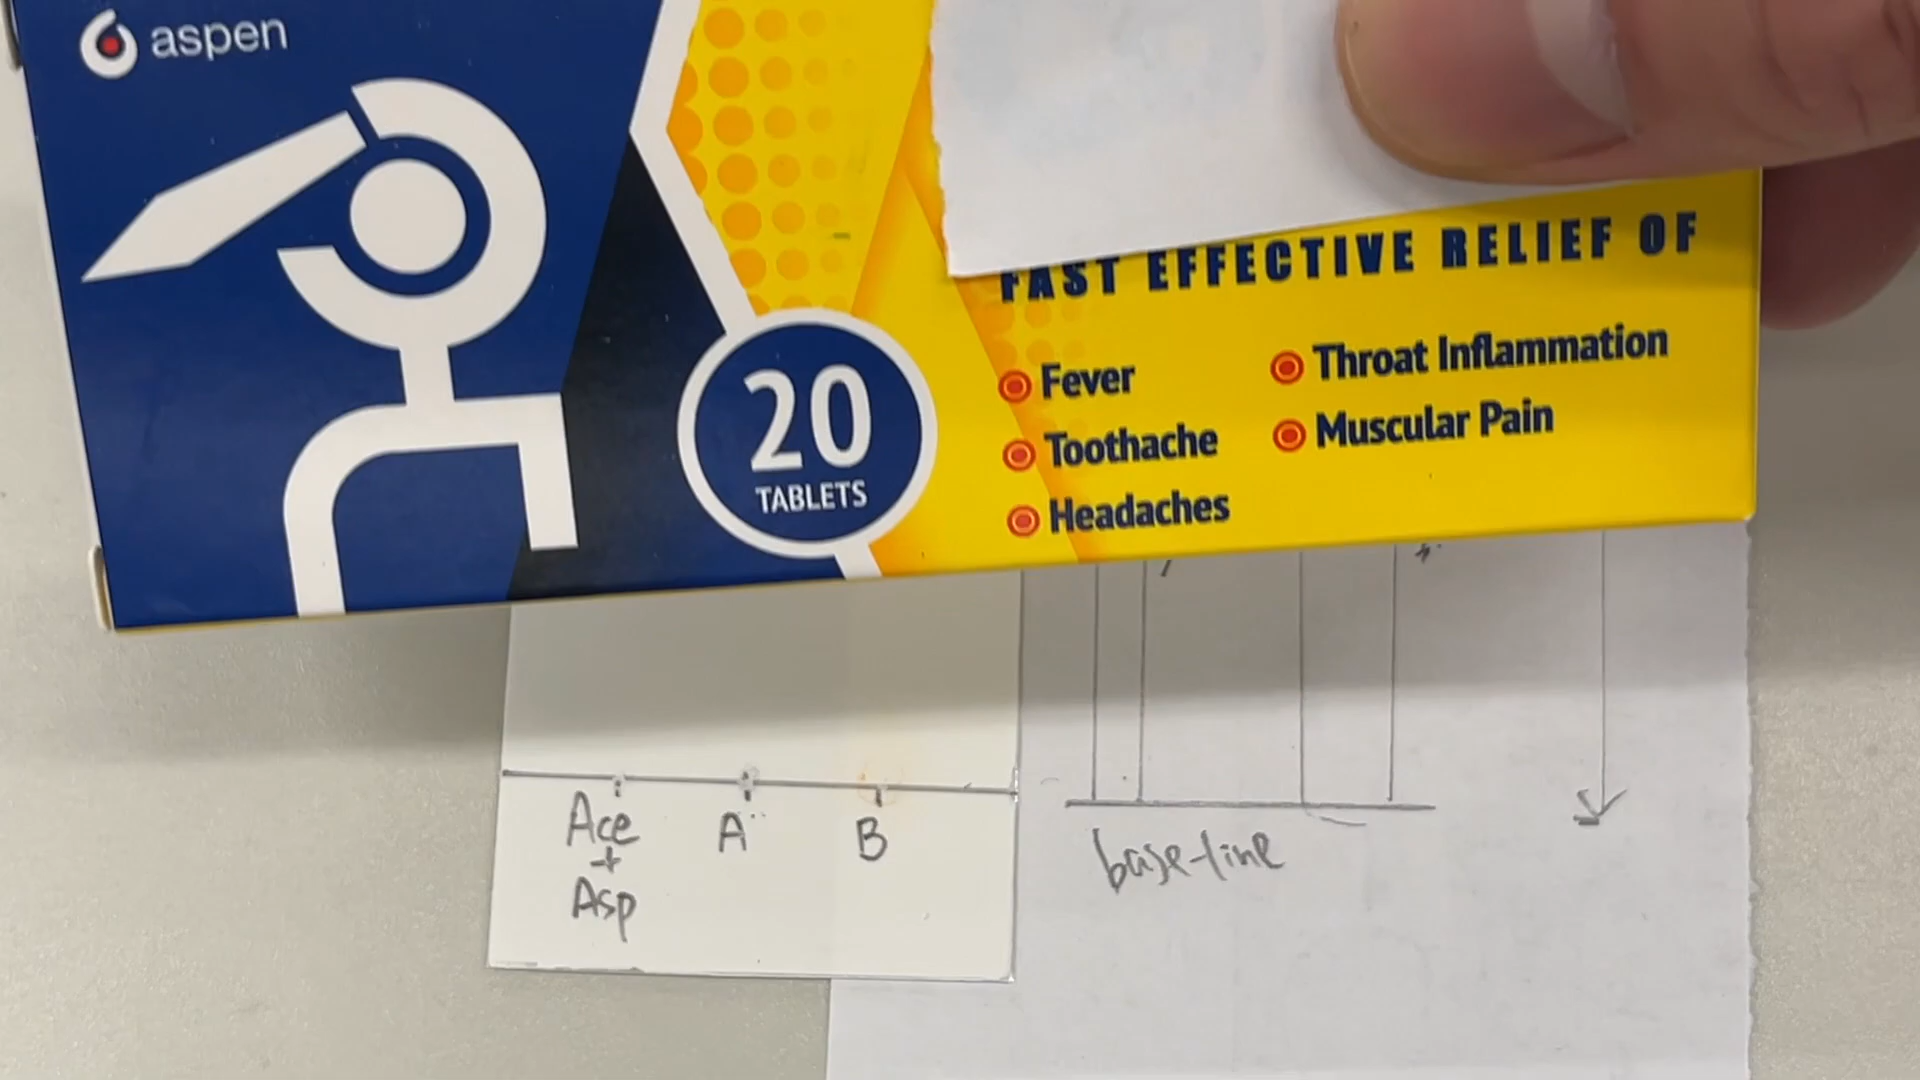 aspen
FAST EFFECTIVE RELIEF OF
Fever
Throat Inflammation
Toothache
Muscular Pain
Headaches
20
TABLETS
Ace
+
Asp
A
B
base-line